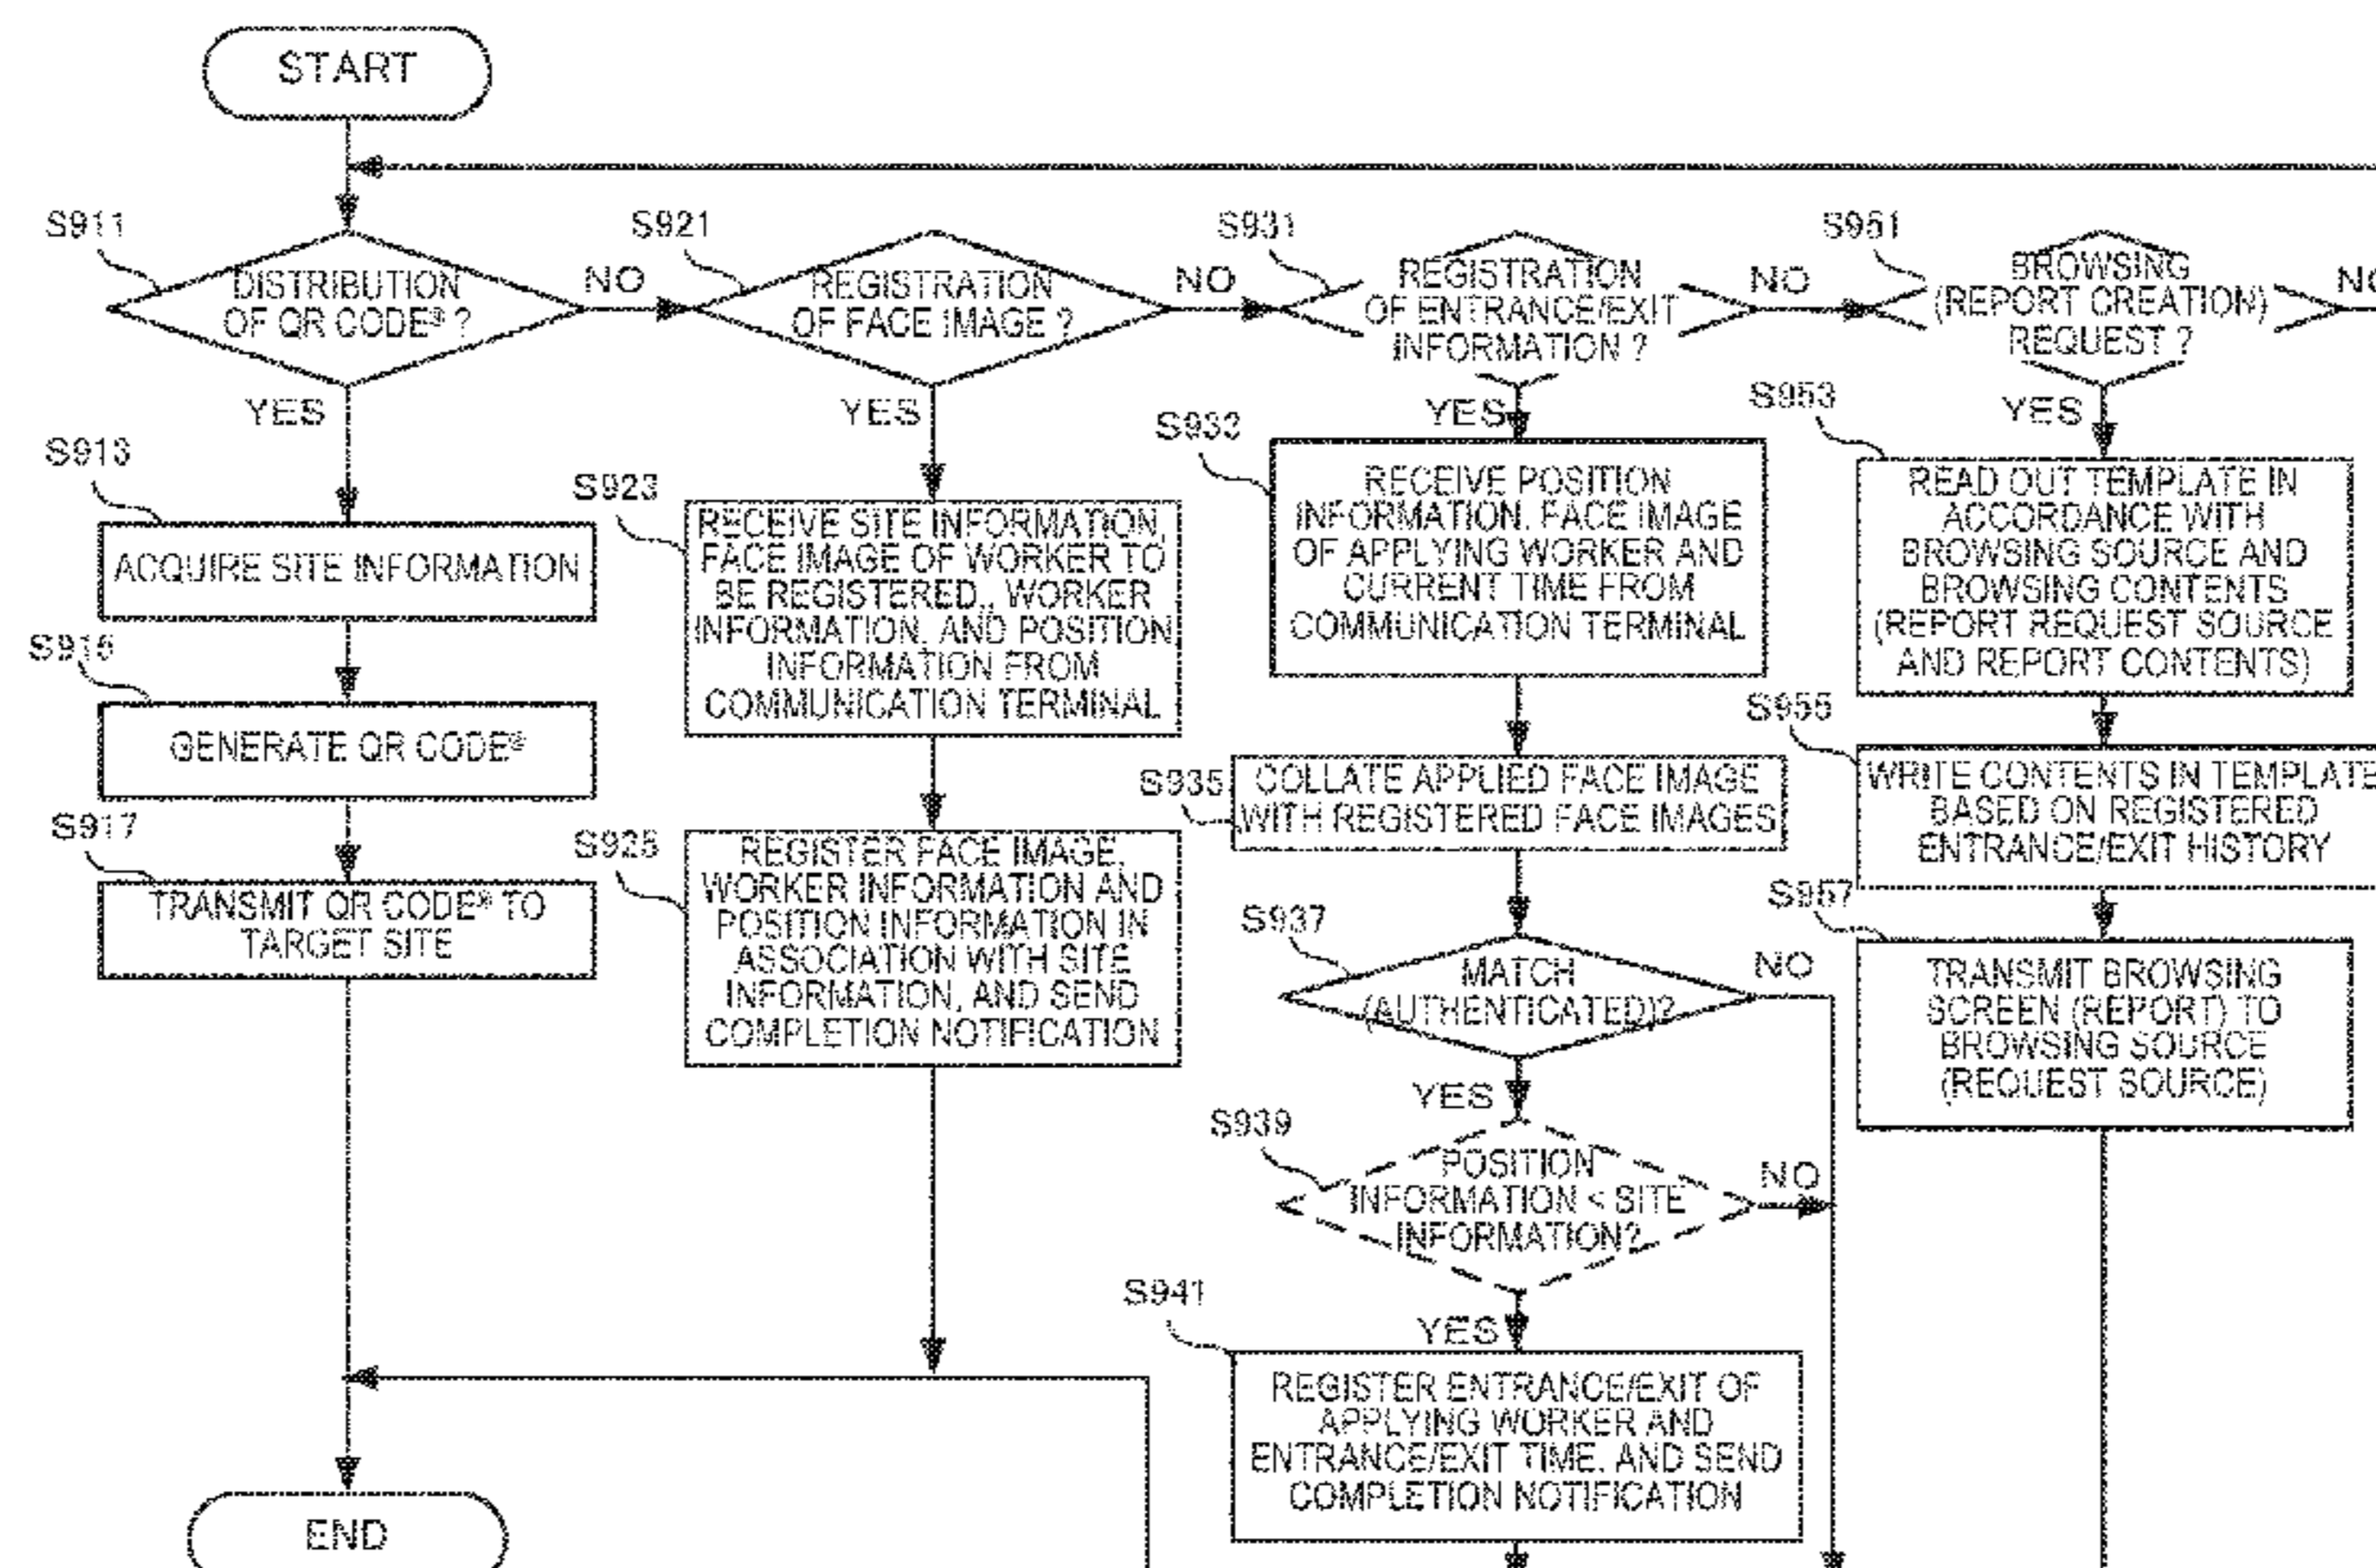 START
S911
DISTRIBUTION
OF QR CODE® ?
NO
YES
S913
ACQUIRE SITE INFORMATION
S915
GENERATE QR CODE®
S917
TRANSMIT QR CODE® TO
TARGET SITE
END
S921
REGISTRATION
OF FACE IMAGE ?
NO
YES
S923
RECEIVE SITE INFORMATION,
FACE IMAGE OF WORKER TO
BE REGISTERED,, WORKER
INFORMATION, AND POSITION
INFORMATION FROM
COMMUNICATION TERMINAL
S925
REGISTER FACE IMAGE,
WORKER INFORMATION AND
POSITION INFORMATION IN
ASSOCIATION WITH SITE
INFORMATION, AND SEND
COMPLETION NOTIFICATION
S931
REGISTRATION
OF ENTRANCE/EXIT
INFORMATION ?
NO
YES
S933
RECEIVE POSITION
INFORMATION, FACE IMAGE
OF APPLYING WORKER AND
CURRENT TIME FROM
COMMUNICATION TERMINAL
S935
COLLATE APPLIED FACE IMAGE
WITH REGISTERED FACE IMAGES
S937
MATCH
(AUTHENTICATED)?
NO
YES
S939
POSITION
INFORMATION < SITE
INFORMATION?
NO
YES
S941
REGISTER ENTRANCE/EXIT OF
APPLYING WORKER AND
ENTRANCE/EXIT TIME, AND SEND
COMPLETION NOTIFICATION
S951
BROWSING
(REPORT CREATION)
REQUEST ?
NO
YES
S953
READ OUT TEMPLATE IN
ACCORDANCE WITH
BROWSING SOURCE AND
BROWSING CONTENTS
(REPORT REQUEST SOURCE
AND REPORT CONTENTS)
S955
WRITE CONTENTS IN TEMPLATE
BASED ON REGISTERED
ENTRANCE/EXIT HISTORY
S957
TRANSMIT BROWSING
SCREEN (REPORT) TO
BROWSING SOURCE
(REQUEST SOURCE)